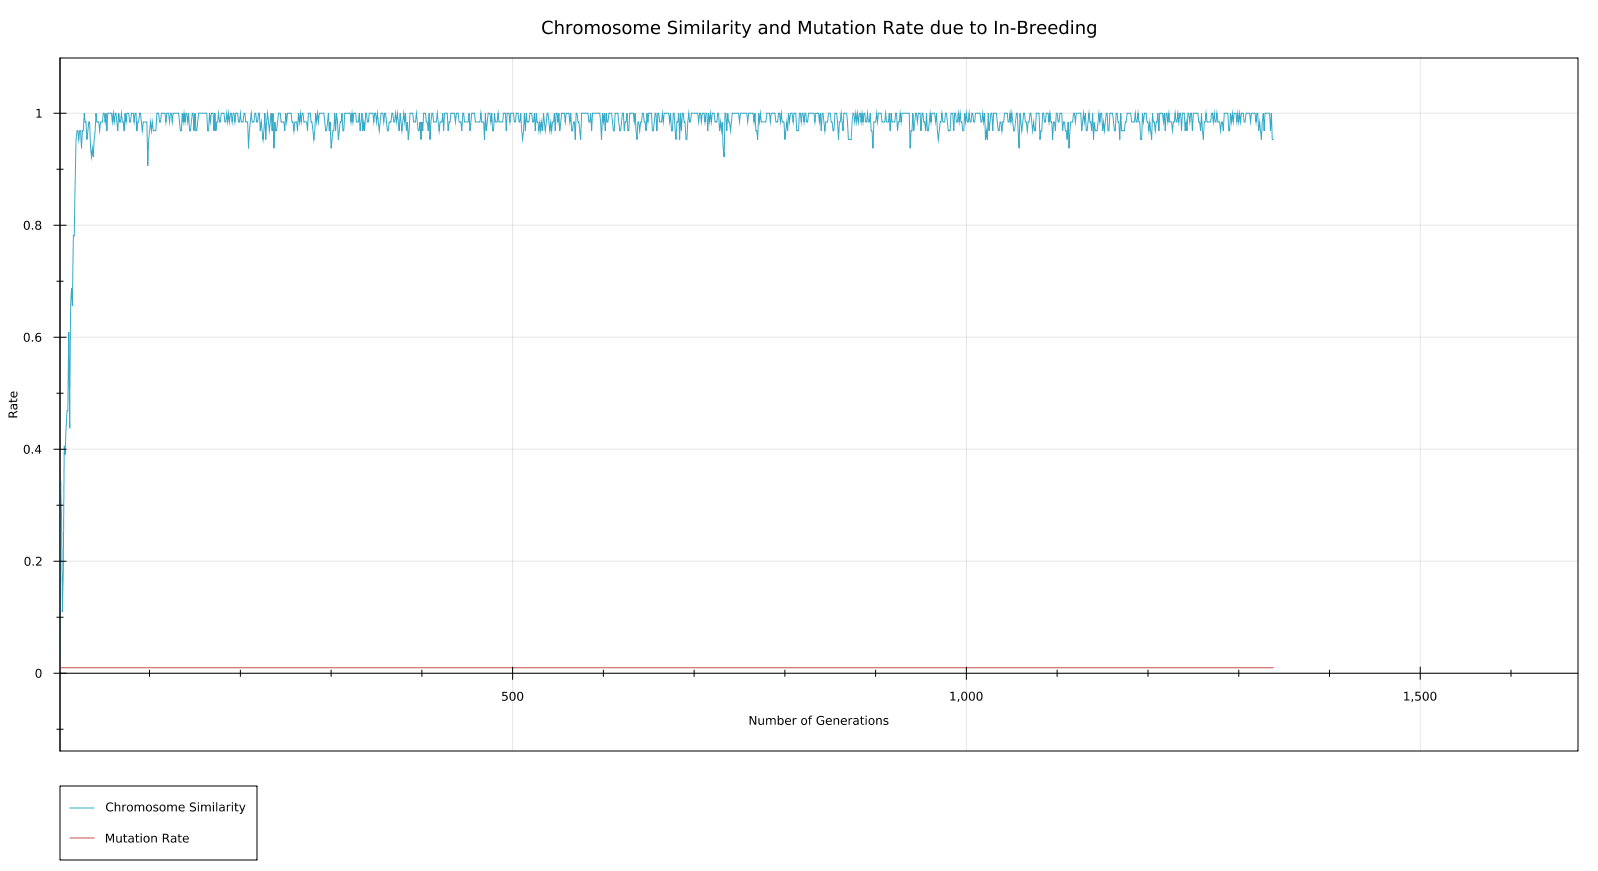 Chromosome Similarity and Mutation Rate due to In-Breeding
1
0.8
0.6
Rate
0.4
0.2
0
500
1,000
1,500
Number of Generations
Chromosome Similarity
Mutation Rate